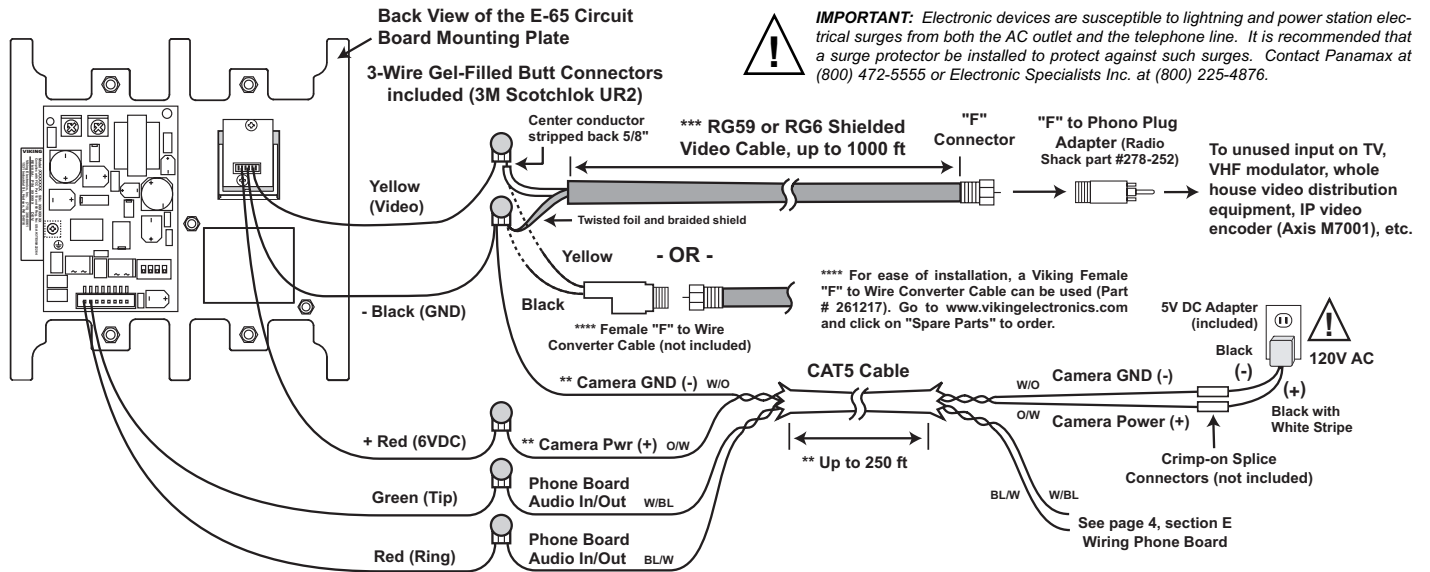 Back View of the E-65 Circuit
Board Mounting Plate
IMPORTANT: Electronic devices are susceptible to lightning and power station elec-
trical surges from both the AC outlet and the telephone line. It is recommended that
a surge protector be installed to protect against such surges. Contact Panamax at
(800) 472-5555 or Electronic Specialists Inc. at (800) 225-4876.
3-Wire Gel-Filled Butt Connectors
included (3M Scotchlok UR2)
Center conductor
stripped back 5/8"
*** RG59 or RG6 Shielded
Video Cable, up to 1000 ft
"F"
Connector
"F" to Phono Plug
Adapter (Radio
Shack part #278-252)
To unused input on TV,
VHF modulator, whole
house video distribution
equipment, IP video
encoder (Axis M7001), etc.
VIKING
Yellow
(Video)
Twisted foil and braided shield
Yellow
- OR -
Black
**** Female "F" to Wire
Converter Cable (not included)
**** For ease of installation, a Viking Female
"F" to Wire Converter Cable can be used (Part
# 261217). Go to www.vikingelectronics.com
and click on "Spare Parts" to order.
5V DC Adapter
(included)
120V AC
Black
(-)
(+)
Black with
White Stripe
- Black (GND)
** Camera GND (-) W/O
CAT5 Cable
W/O Camera GND (-)
O/W Camera Power (+)
+ Red (6VDC)
** Camera Pwr (+) O/W
** Up to 250 ft
Crimp-on Splice
Connectors (not included)
Green (Tip)
Phone Board
Audio In/Out W/BL
BL/W
W/BL
See page 4, section E
Wiring Phone Board
Red (Ring)
Phone Board
Audio In/Out BL/W